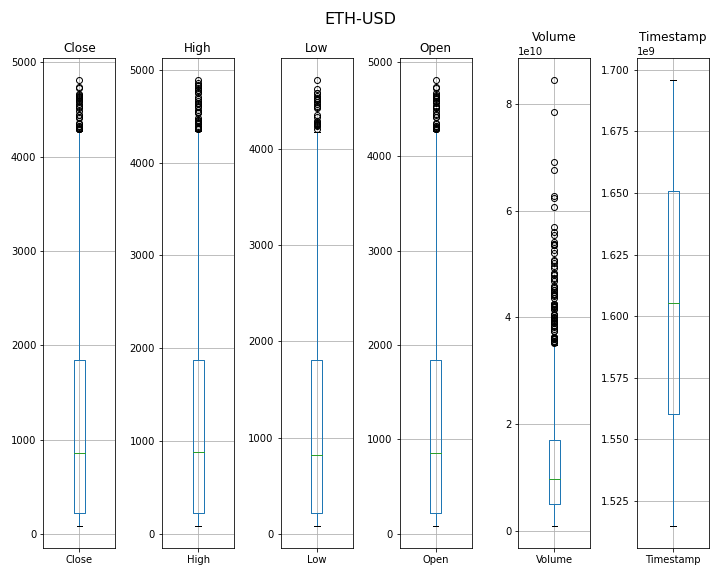 ETH-USD
Close
High
Low
Open
Volume
Timestamp
1e10
1e9
5000
4000
3000
2000
1000
0
Close
5000
4000
3000
2000
1000
0
High
4000
3000
2000
1000
0
Low
5000
4000
3000
2000
1000
0
Open
8
6
4
2
0
Volume
1.700
1.675
1.650
1.625
1.600
1.575
1.550
1.525
Timestamp